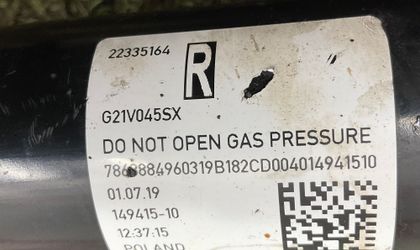 22335164
R
G21V045SX
DO NOT OPEN GAS PRESSURE
01.07.19
149415-10
12:37:15
POLAND